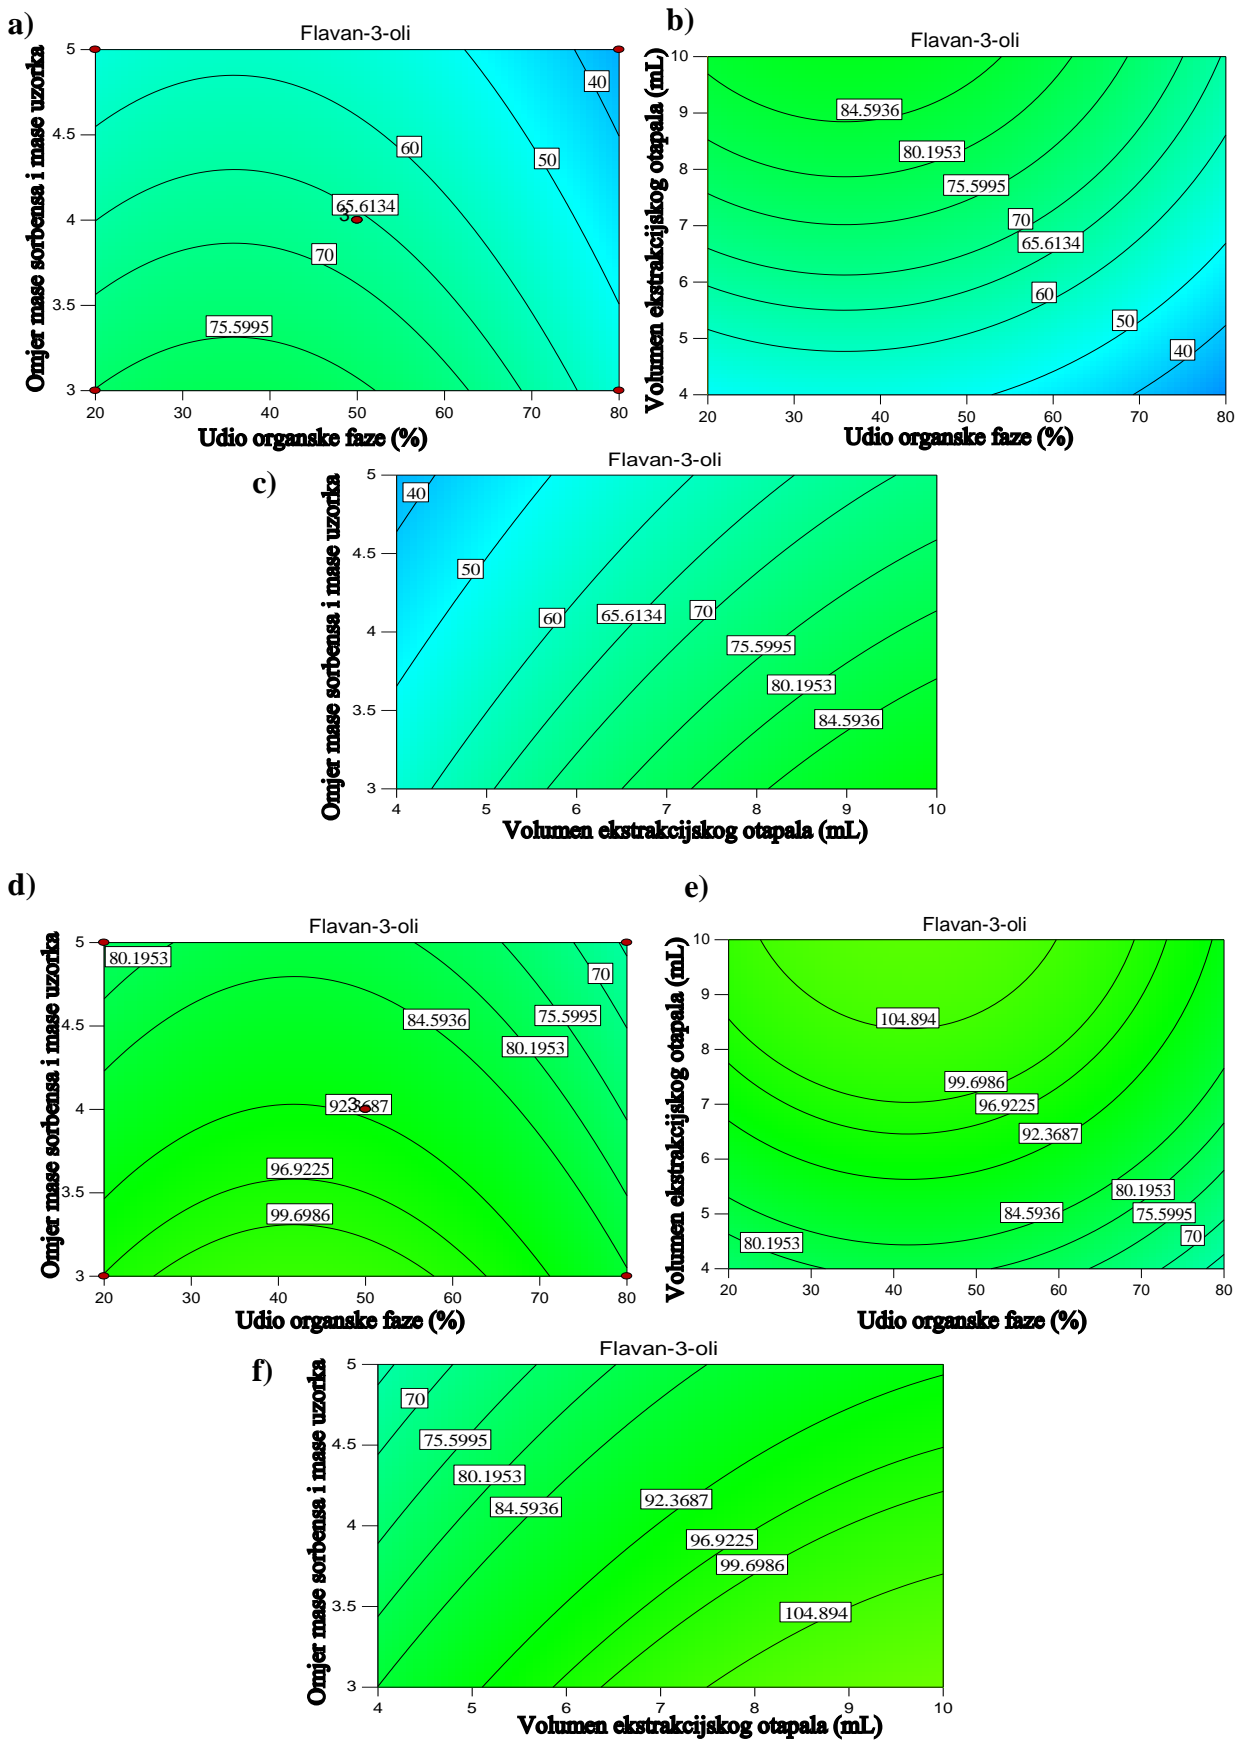 a)
Flavan-3-oli
Omjer mase sorbensa i mase uzorka
5
4.5
4
3.5
3
40
50
60
65.6134
3
70
75.5995
20 30 40 50 60 70 80
Udio organske faze (%)
b)
Flavan-3-oli
Volumen ekstrakcijskog otapala (mL)
10
9
8
7
6
5
4
84.5936
80.1953
75.5995
70
65.6134
60
50
40
20 30 40 50 60 70 80
Udio organske faze (%)
c)
Flavan-3-oli
Omjer mase sorbensa i mase uzorka
5
4.5
4
3.5
3
40
50
60
65.6134
70
75.5995
80.1953
84.5936
4 5 6 7 8 9 10
Volumen ekstrakcijskog otapala (mL)
d)
Flavan-3-oli
Omjer mase sorbensa i mase uzorka
5
4.5
4
3.5
3
80.1953
70
75.5995
84.5936
80.1953
92.3687
3
96.9225
99.6986
20 30 40 50 60 70 80
Udio organske faze (%)
e)
Flavan-3-oli
Volumen ekstrakcijskog otapala (mL)
10
9
8
7
6
5
4
104.894
99.6986
96.9225
92.3687
80.1953
84.5936
75.5995
70
80.1953
20 30 40 50 60 70 80
Udio organske faze (%)
f)
Flavan-3-oli
Omjer mase sorbensa i mase uzorka
5
4.5
4
3.5
3
70
75.5995
80.1953
84.5936
92.3687
96.9225
99.6986
104.894
4 5 6 7 8 9 10
Volumen ekstrakcijskog otapala (mL)